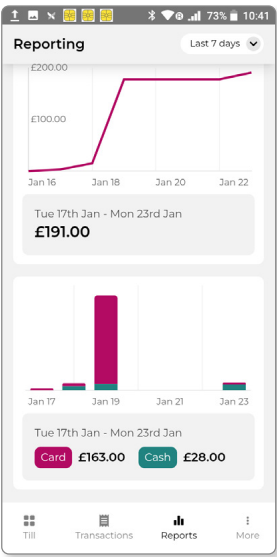 73% 10:41
Reporting
Last 7 days
£200.00
£100.00
Jan 16 Jan 18 Jan 20 Jan 22
Tue 17th Jan - Mon 23rd Jan
£191.00
Jan 17 Jan 19 Jan 21 Jan 23
Tue 17th Jan - Mon 23rd Jan
Card £163.00 Cash £28.00
Till Transactions Reports More